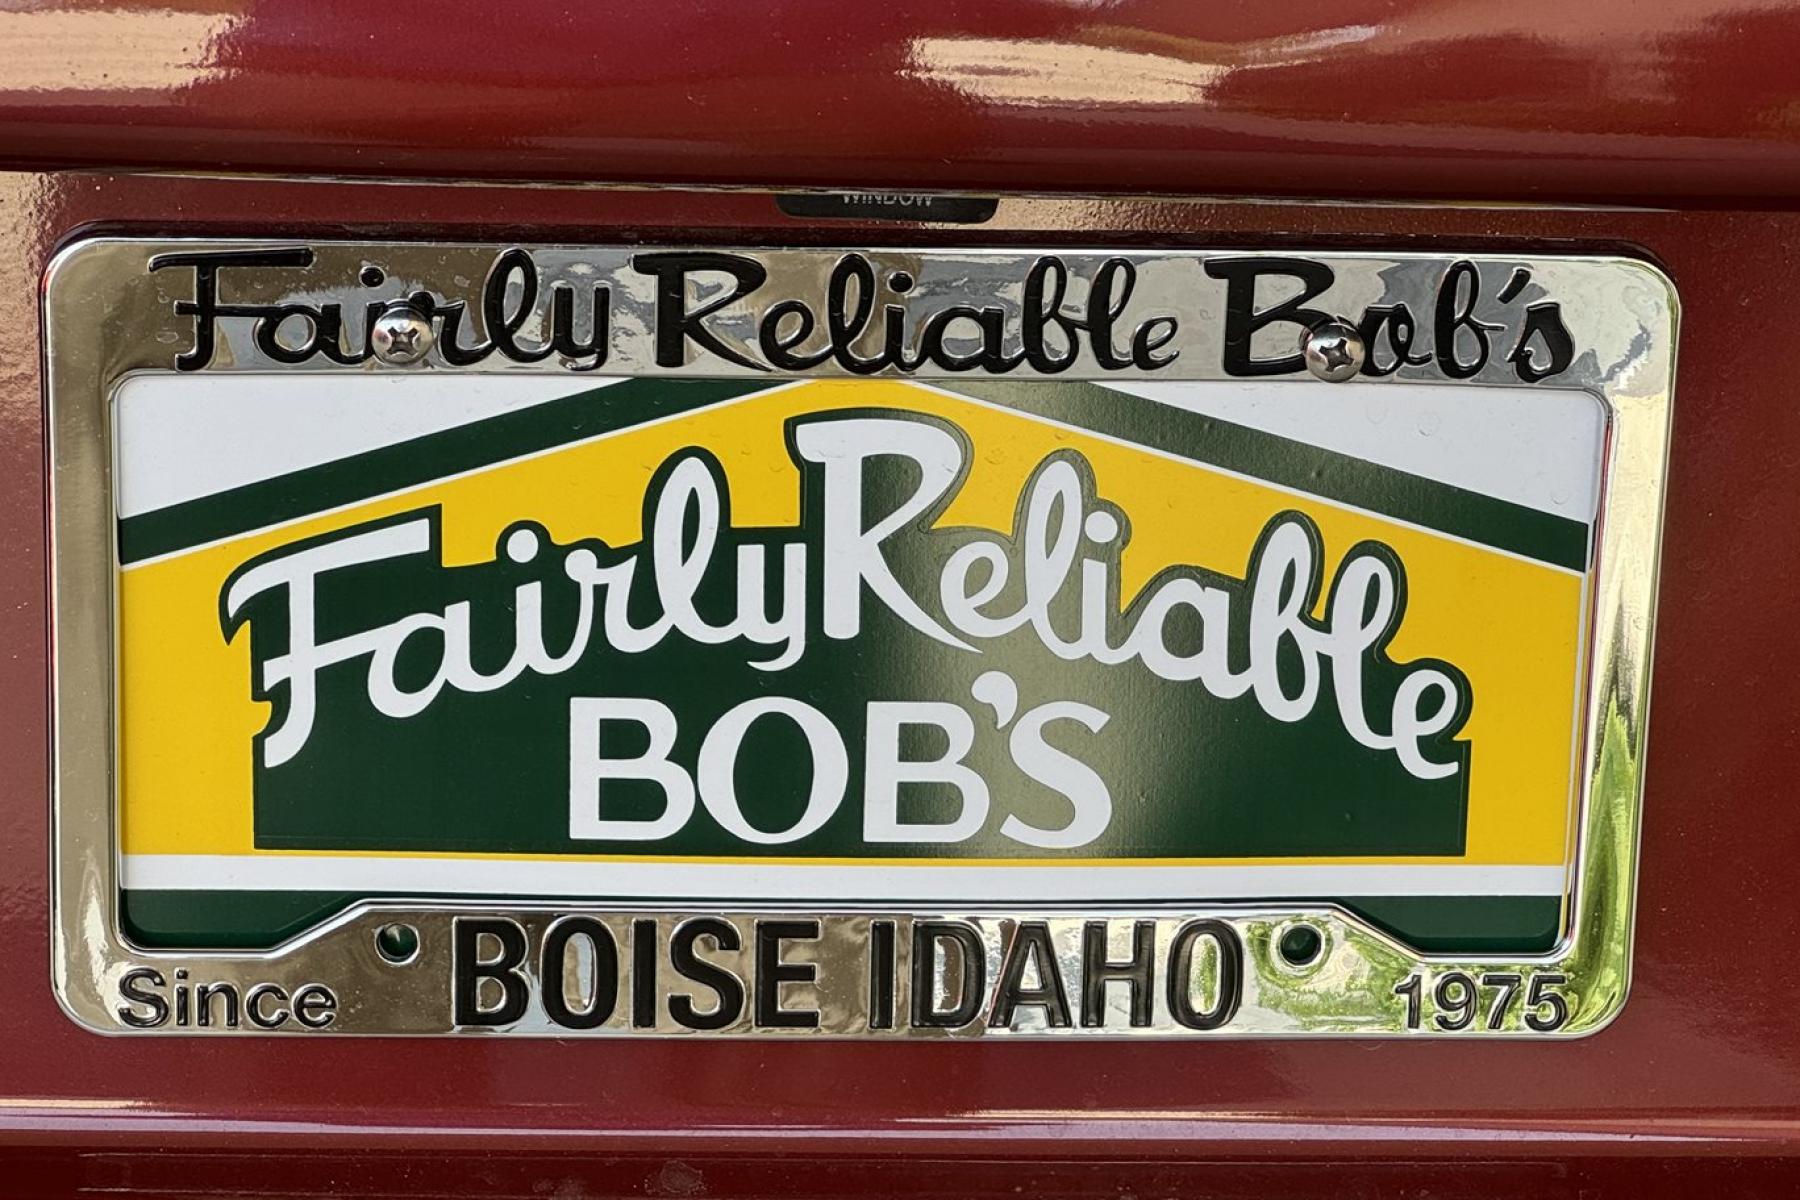 WINDOW
Fairly Reliable Bob's
Fairly Reliable
BOB'S
Since BOISE IDAHO 1975